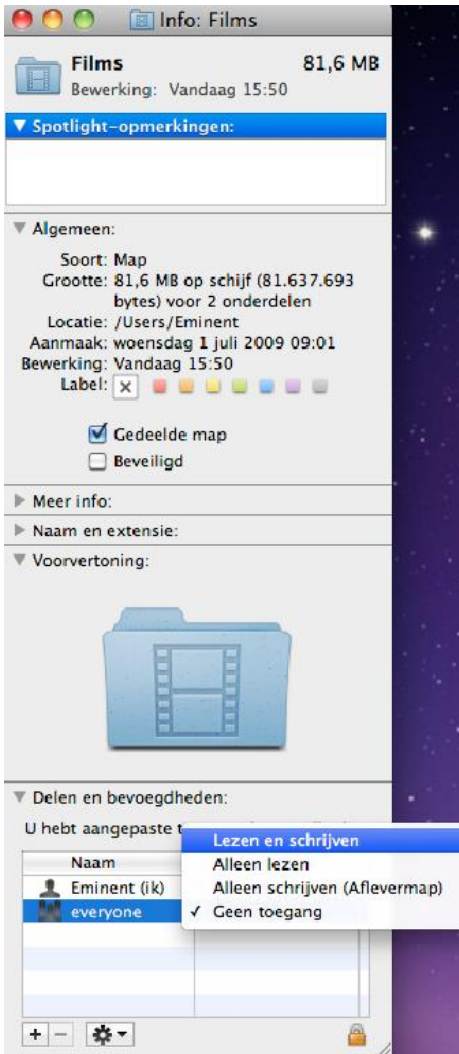 Info: Films
Films 81,6 MB
Bewerking: Vandaag 15:50
Spotlight-opmerkingen:
Algemeen:
Soort: Map
Grootte: 81,6 MB op schijf (81.637.693
bytes) voor 2 onderdelen
Locatie: /Users/Eminent
Aanmaak: woensdag 1 juli 2009 09:01
Bewerking: Vandaag 15:50
Label:
Gedeelde map
Beveiligd
Meer info:
Naam en extensie:
Voorvertoning:
Delen en bevoegdheden:
U hebt aangepaste
Lezen en schrijven
Naam
Alleen lezen
Eminent (ik)
Alleen schrijven (Aflevermap)
everyone
✓ Geen toegang